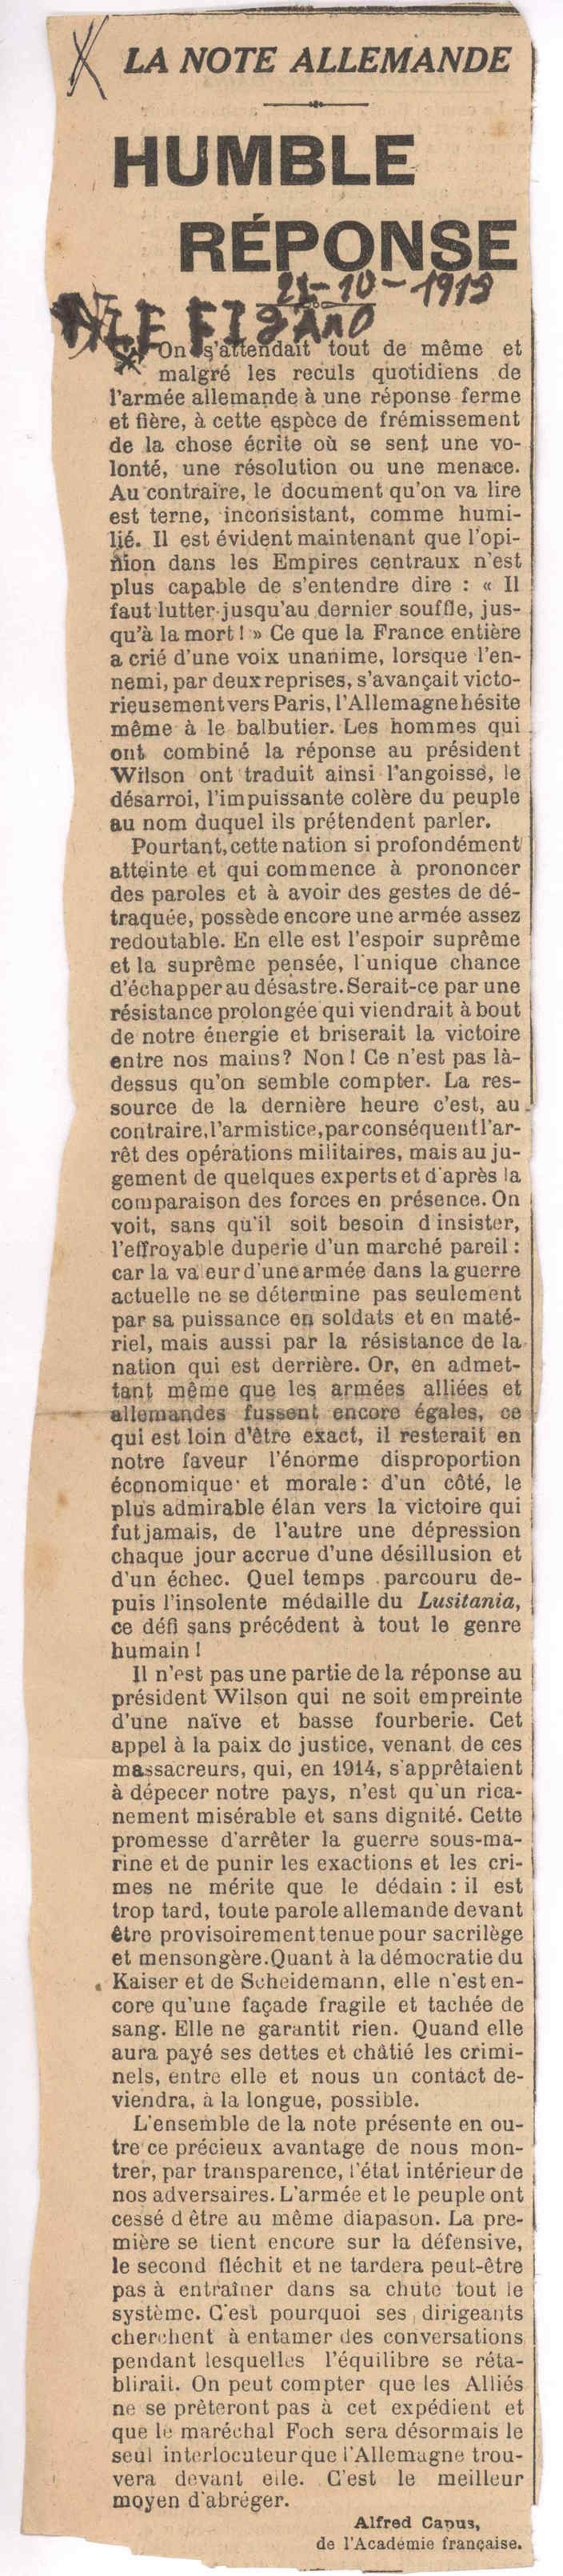 LA NOTE ALLEMANDE
HUMBLE
RÉPONSE
21-10-1918
LE FIGARO
On s'attendait tout de même et
malgré les reculs quotidiens de
l'armée allemande à une réponse ferme
et fière, à cette espèce de frémissement
de la chose écrite où se sent une vo-
lonté, une résolution ou une menace.
Au contraire, le document qu'on va lire
est terne, inconsistant, comme humi-
lié. Il est évident maintenant que l'opi-
nion dans les Empires centraux n'est
plus capable de s'entendre dire : « Il
faut lutter jusqu'au dernier souffle, jus-
qu'à la mort ! » Ce que la France entière
a crié d'une voix unanime, lorsque l'en-
nemi, par deux reprises, s'avançait victo-
rieusement vers Paris, l'Allemagne hésite
même à le balbutier. Les hommes qui
ont combiné la réponse au président
Wilson ont traduit ainsi l'angoisse, le
désarroi, l'impuissante colère du peuple
au nom duquel ils prétendent parler.
Pourtant, cette nation si profondément
atteinte et qui commence à prononcer
des paroles et à avoir des gestes de dé-
traquée, possède encore une armée assez
redoutable. En elle est l'espoir suprême
et la suprême pensée, l'unique chance
d'échapper au désastre. Serait-ce par une
résistance prolongée qui viendrait à bout
de notre énergie et briserait la victoire
entre nos mains? Non ! Ce n'est pas là-
dessus qu'on semble compter. La res-
source de la dernière heure c'est, au
contraire, l'armistice, par conséquent l'ar-
rêt des opérations militaires, mais au ju-
gement de quelques experts et d'après la
comparaison des forces en présence. On
voit, sans qu'il soit besoin d'insister,
l'effroyable duperie d'un marché pareil :
car la va eur d'une armée dans la guerre
actuelle ne se détermine pas seulement
par sa puissance en soldats et en maté-
riel, mais aussi par la résistance de la
nation qui est derrière. Or, en admet-
tant même que les armées alliées et
allemandes fussent encore égales, ce
qui est loin d'être exact, il resterait en
notre faveur l'énorme disproportion
économique et morale : d'un côté, le
plus admirable élan vers la victoire qui
fut jamais, de l'autre une dépression
chaque jour accrue d'une désillusion et
d'un échec. Quel temps parcouru de-
puis l'insolente médaille du Lusitania,
ce défi sans précédent à tout le genre
humain !
Il n'est pas une partie de la réponse au
président Wilson qui ne soit empreinte
d'une naïve et basse fourberie. Cet
appel à la paix de justice, venant de ces
massacreurs, qui, en 1914, s'apprêtaient
à dépecer notre pays, n'est qu'un rica-
nement misérable et sans dignité. Cette
promesse d'arrêter la guerre sous-ma-
rine et de punir les exactions et les cri-
mes ne mérite que le dédain : il est
trop tard, toute parole allemande devant
être provisoirement tenue pour sacrilège
et mensongère. Quant à la démocratie du
Kaiser et de Scheidemann, elle n'est en-
core qu'une façade fragile et tachée de
sang. Elle ne garantit rien. Quand elle
aura payé ses dettes et châtié les crimi-
nels, entre elle et nous un contact de-
viendra, à la longue, possible.
L'ensemble de la note présente en ou-
tre ce précieux avantage de nous mon-
trer, par transparence, l'état intérieur de
nos adversaires. L'armée et le peuple ont
cessé d'être au même diapason. La pre-
mière se tient encore sur la défensive,
le second fléchit et ne tardera peut-être
pas à entraîner dans sa chute tout le
système. C'est pourquoi ses dirigeants
cherchent à entamer des conversations
pendant lesquelles l'équilibre se réta-
blirait. On peut compter que les Alliés
ne se prêteront pas à cet expédient et
que le maréchal Foch sera désormais le
seul interlocuteur que l'Allemagne trou-
vera devant elle. C'est le meilleur
moyen d'abréger.
Alfred Capus,
de l'Académie française.